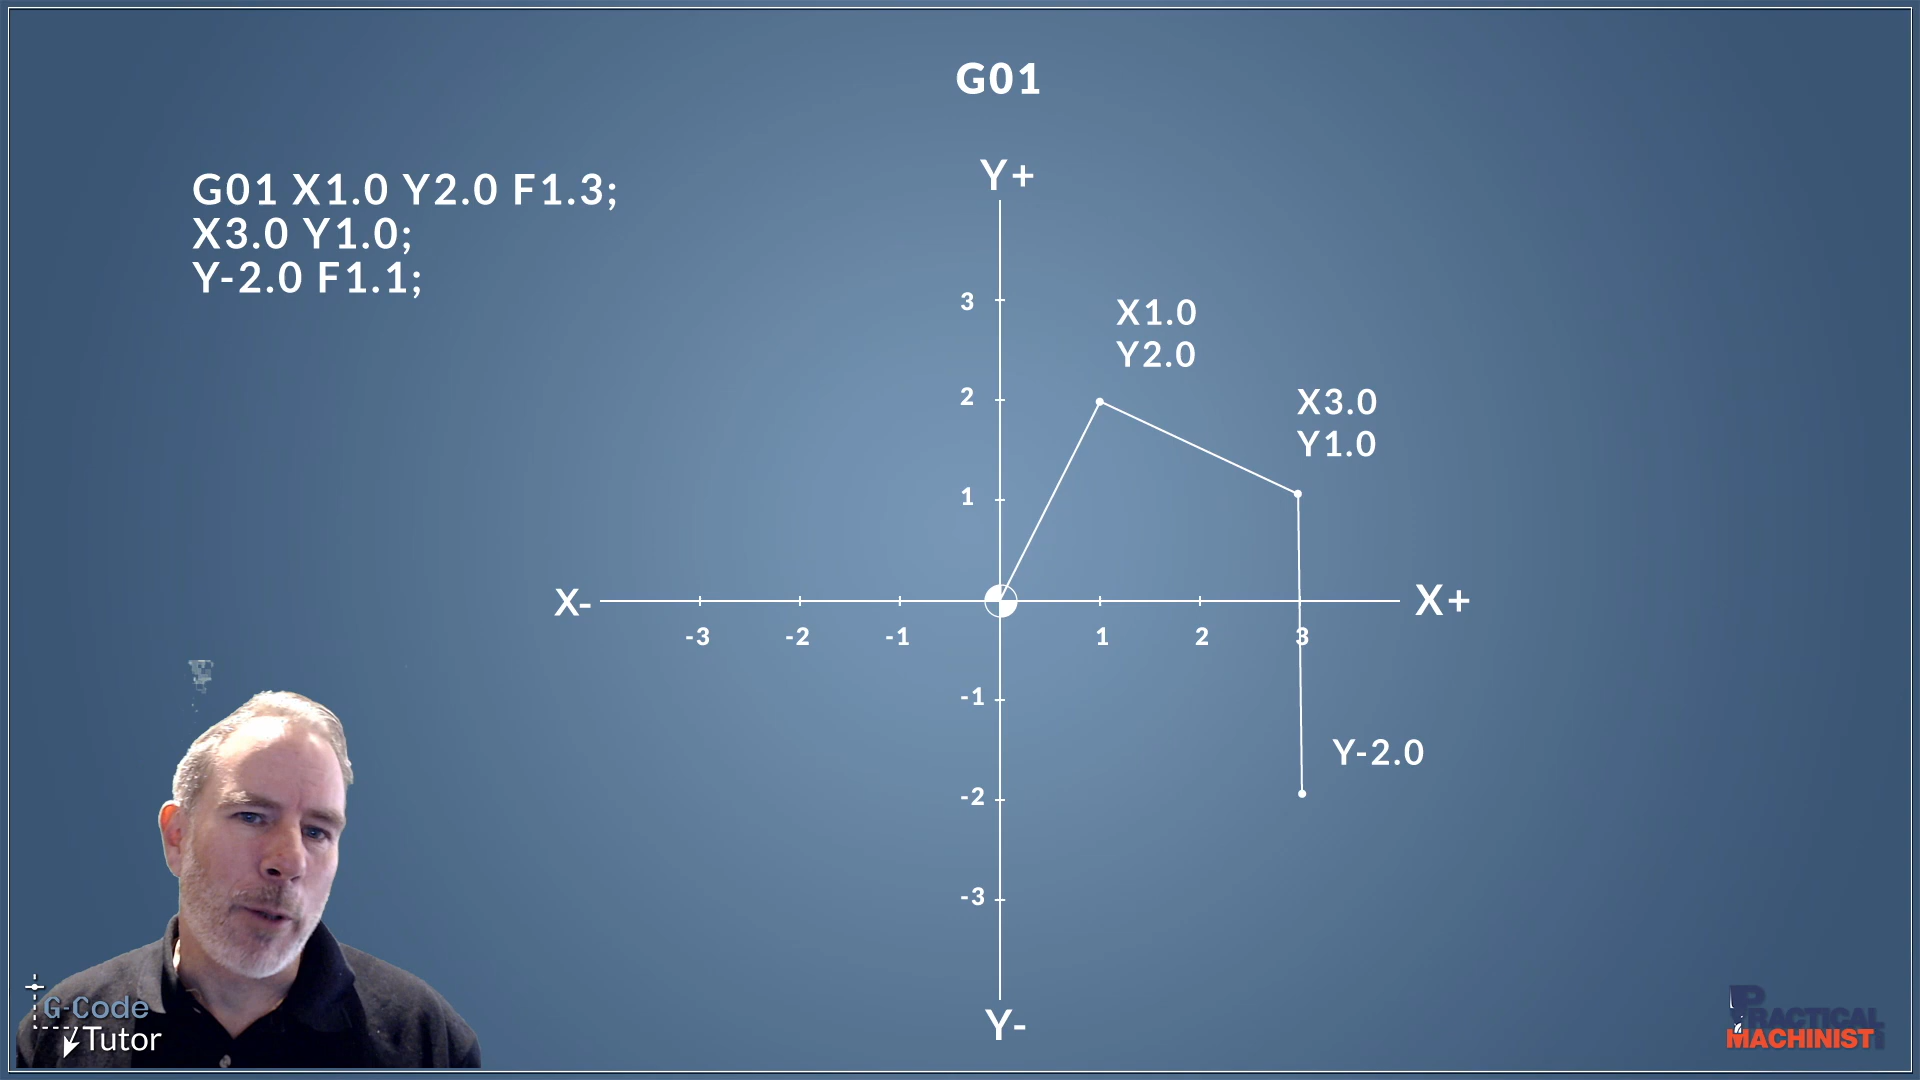 G01
G01 X1.0 Y2.0 F1.3;
X3.0 Y1.0;
Y-2.0 F1.1;
Y+
3
X1.0
Y2.0
2
X3.0
Y1.0
1
X-
X+
-3 -2 -1 1 2 3
-1
Y-2.0
-2
-3
Y-
G-Code
Tutor
PRACTICAL
MACHINIST